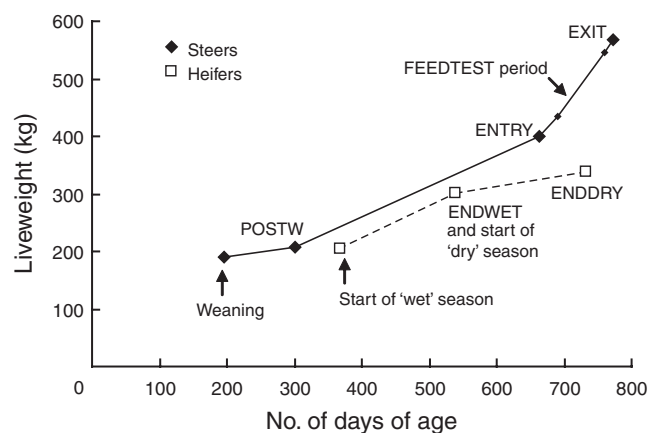 600
500
400
300
200
100
0
Liveweight (kg)
Steers
Heifers
EXIT
FEEDTEST period
ENTRY
POSTW
ENDWET
and start of
‘dry’ season
ENDDRY
Weaning
Start of ‘wet’ season
100 200 300 400 500 600 700 800
No. of days of age